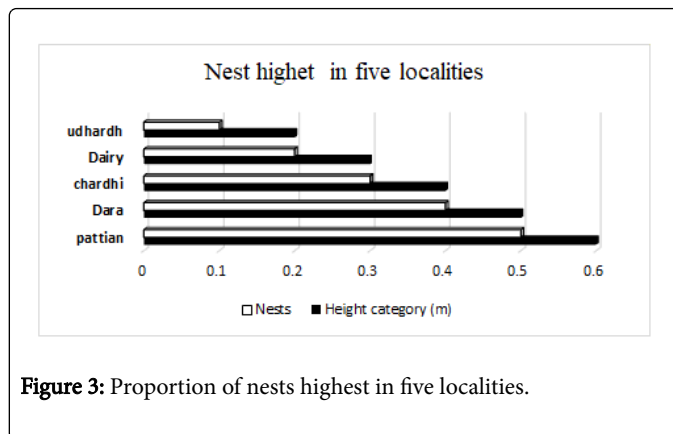 Nest highet in five localities
udhardh
Dairy
chardhi
Dara
pattian
0 0.1 0.2 0.3 0.4 0.5 0.6
Nests Height category (m)
Figure 3: Proportion of nests highest in five localities.